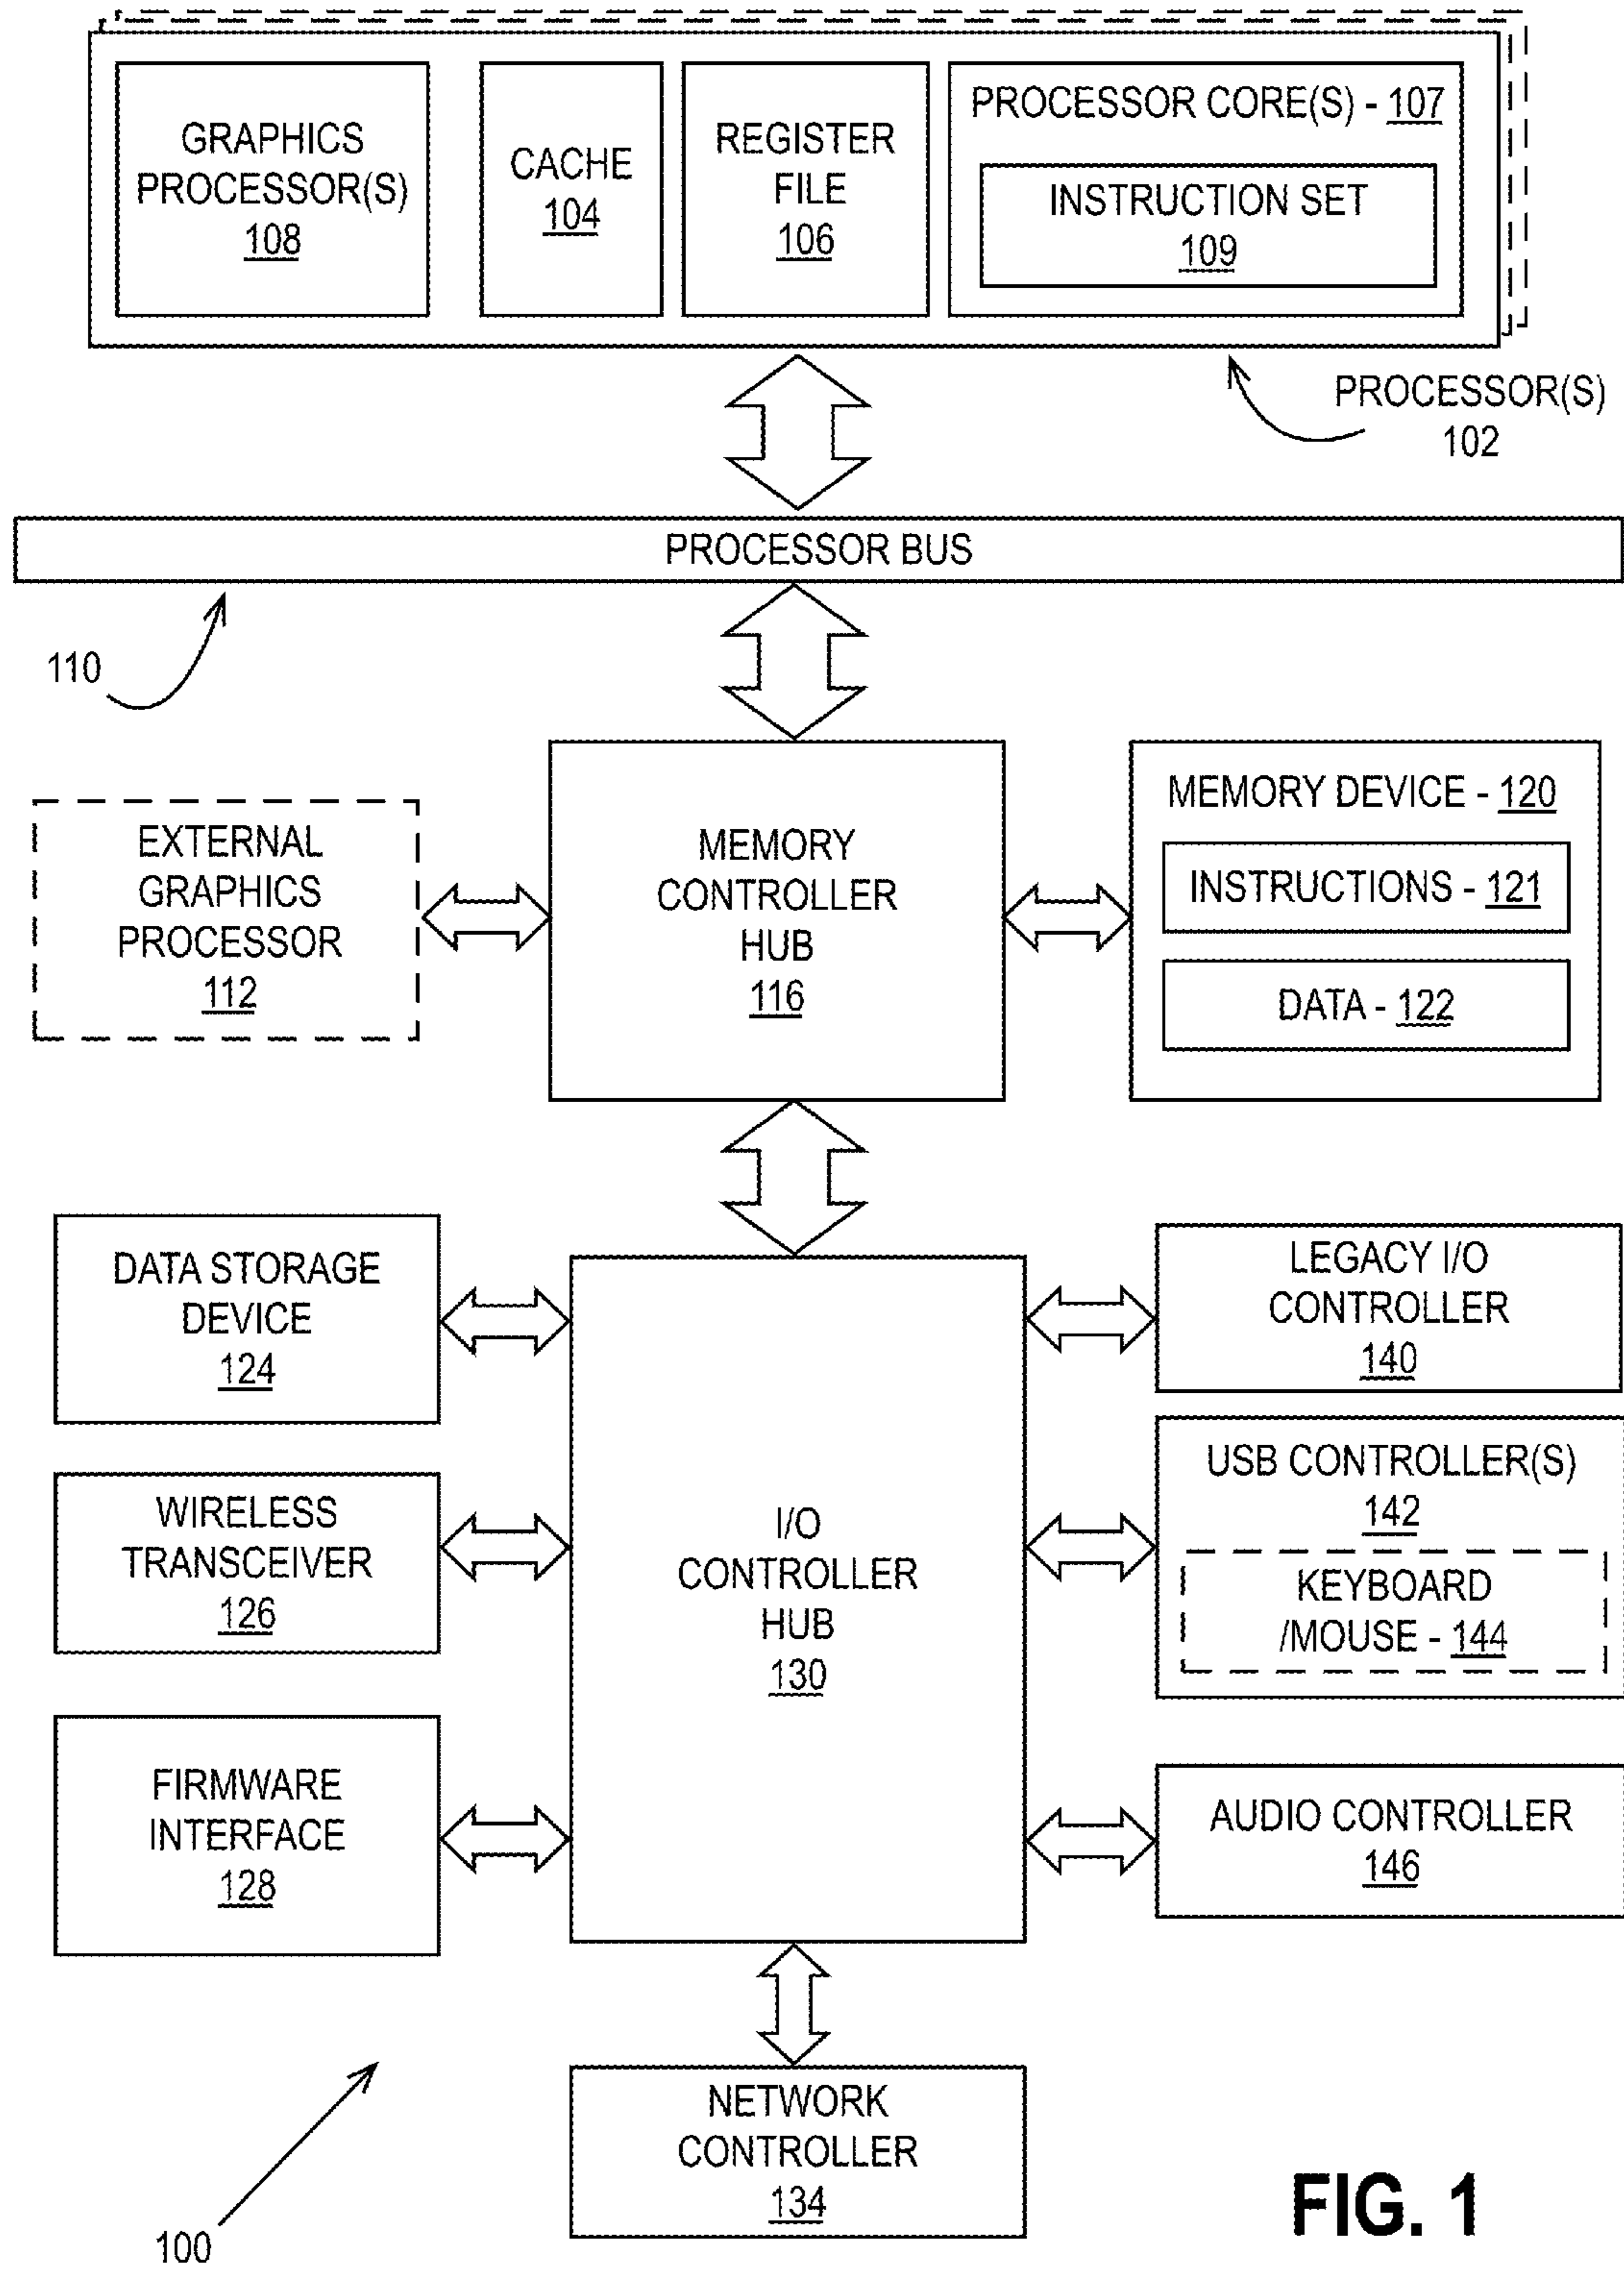 GRAPHICS
PROCESSOR(S)
108
CACHE
104
REGISTER
FILE
106
PROCESSOR CORE(S) - 107
INSTRUCTION SET
109
PROCESSOR(S)
102
PROCESSOR BUS
110
EXTERNAL
GRAPHICS
PROCESSOR
112
MEMORY
CONTROLLER
HUB
116
MEMORY DEVICE - 120
INSTRUCTIONS - 121
DATA - 122
DATA STORAGE
DEVICE
124
WIRELESS
TRANSCEIVER
126
FIRMWARE
INTERFACE
128
I/O
CONTROLLER
HUB
130
LEGACY I/O
CONTROLLER
140
USB CONTROLLER(S)
142
KEYBOARD
/MOUSE - 144
AUDIO CONTROLLER
146
NETWORK
CONTROLLER
134
100
FIG. 1